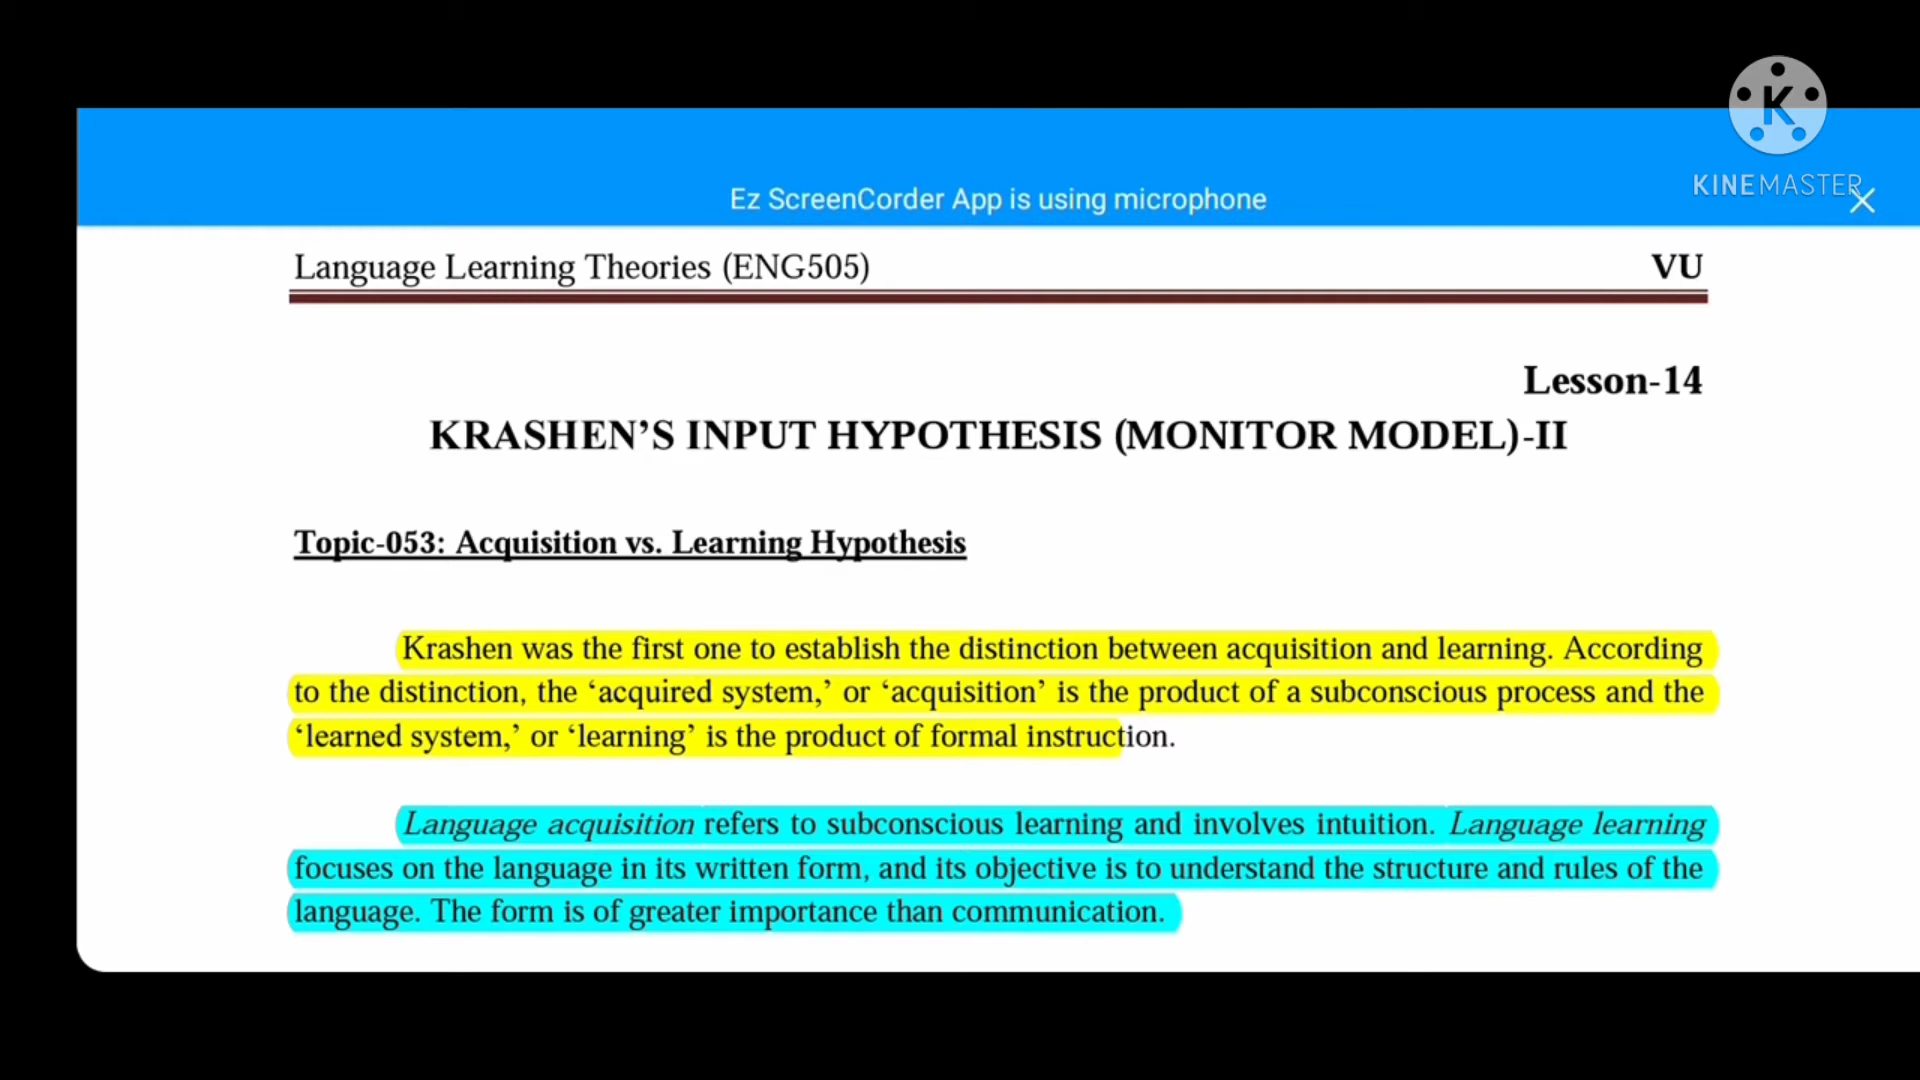 K
KINEMASTER
Ez ScreenCorder App is using microphone
Language Learning Theories (ENG505) VU
Lesson-14
KRASHEN’S INPUT HYPOTHESIS (MONITOR MODEL)-II
Topic-053: Acquisition vs. Learning Hypothesis
Krashen was the first one to establish the distinction between acquisition and learning. According
to the distinction, the ‘acquired system,’ or ‘acquisition’ is the product of a subconscious process and the
‘learned system,’ or ‘learning’ is the product of formal instruction.
Language acquisition refers to subconscious learning and involves intuition. Language learning
focuses on the language in its written form, and its objective is to understand the structure and rules of the
language. The form is of greater importance than communication.